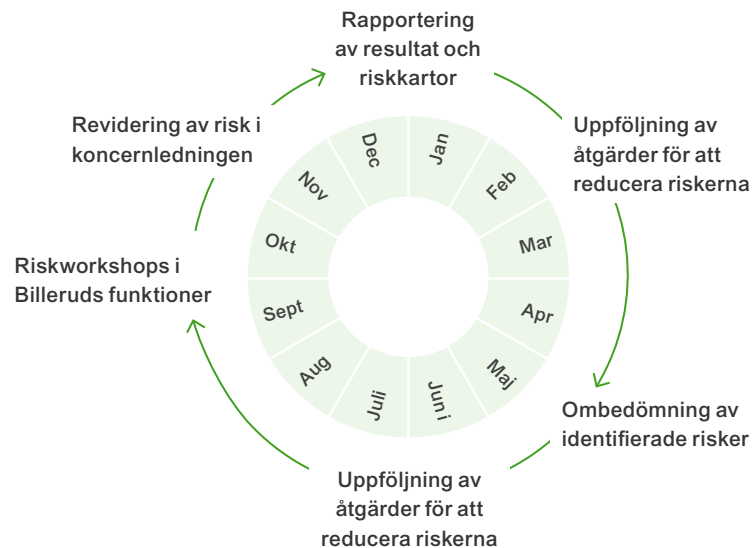 Rapportering
av resultat och
riskkartor
Uppföljning av
åtgärder för att
reducera riskerna
Ombedömning av
identifierade risker
Uppföljning av
åtgärder för att
reducera riskerna
Riskworkshops i
Billeruds funktioner
Revidering av risk i
koncernledningen
Jan
Feb
Mar
Apr
Maj
Juni
Juli
Aug
Sept
Okt
Nov
Dec